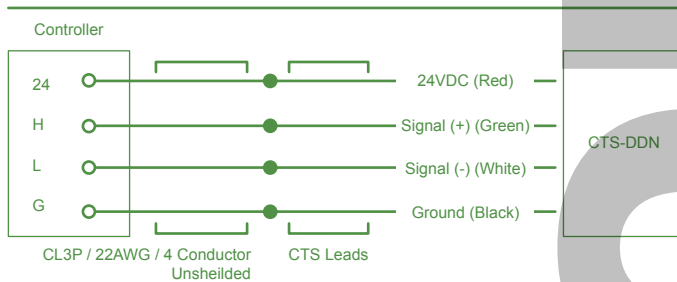 Controller
24
24VDC (Red)
H
Signal (+) (Green)
CTS-DDN
L
Signal (-) (White)
G
Ground (Black)
CL3P / 22AWG / 4 Conductor
Unsheilded
CTS Leads